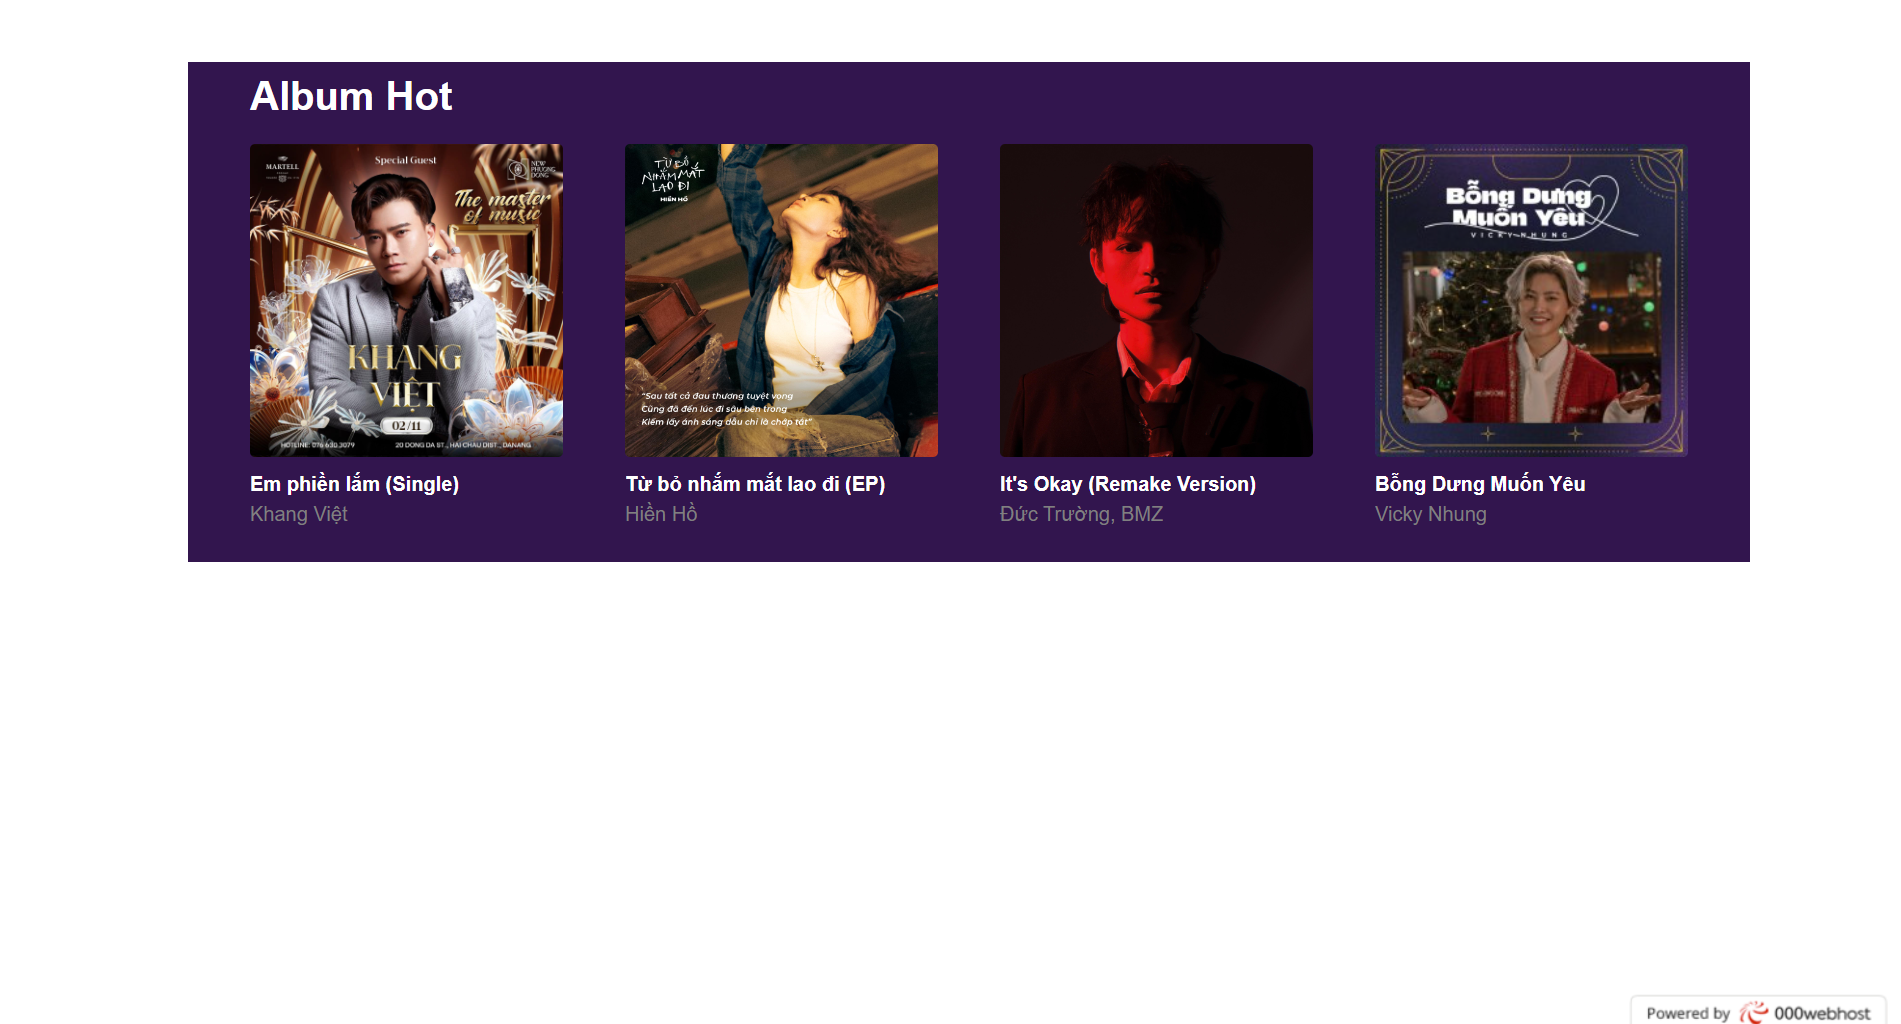 Album Hot
MARTELL
Special Guest
NEW
PHUONG
DONG
The master
of music
KHANG
VIỆT
02/11
HOTLINE: 076 630 3079
20 DONG DA ST., HAI CHAU DIST., DANANG
TỪ BỎ
NHẮM MẮT
LAO ĐI
HIỀN HỒ
"Sau tất cả đau thương tuyệt vọng
Cũng đã đến lúc đi sâu bên trong
Kiếm lấy ánh sáng dẫu chỉ là chớp tắt"
Bỗng Dưng
Muốn Yêu
VICKY NHUNG
Em phiền lắm (Single)
Khang Việt
Từ bỏ nhắm mắt lao đi (EP)
Hiền Hồ
It's Okay (Remake Version)
Đức Trường, BMZ
Bỗng Dưng Muốn Yêu
Vicky Nhung
Powered by 000webhost